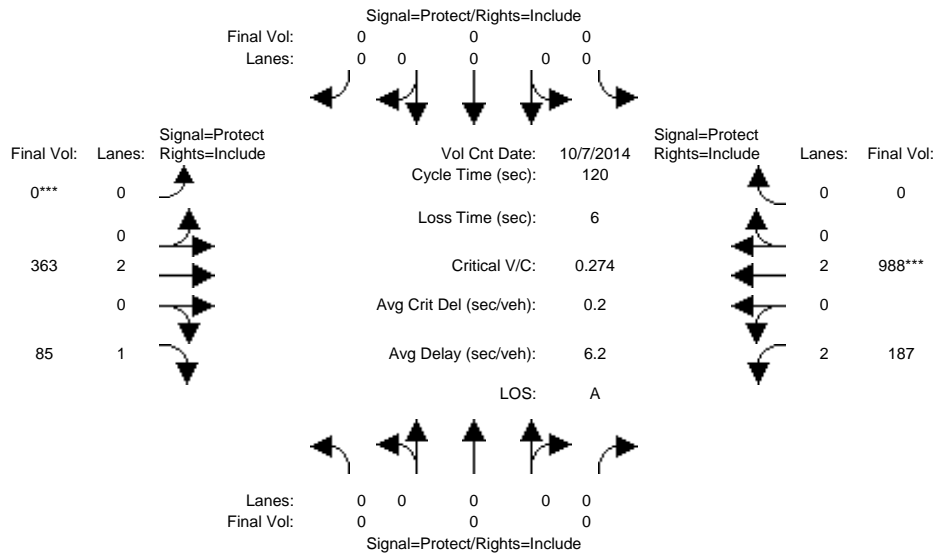 Signal=Protect/Rights=Include
Final Vol: 0 0 0
Lanes: 0 0 0 0 0
Signal=Protect Signal=Protect
Final Vol: Lanes: Rights=Include Vol Cnt Date: 10/7/2014 Rights=Include Lanes: Final Vol:
Cycle Time (sec): 120
0*** 0 0 0
Loss Time (sec): 6
0 0
363 2 Critical V/C: 0.274 2 988***
0 Avg Crit Del (sec/veh): 0.2 0
85 1 Avg Delay (sec/veh): 6.2 2 187
LOS: A
Lanes: 0 0 0 0 0
Final Vol: 0 0 0
Signal=Protect/Rights=Include